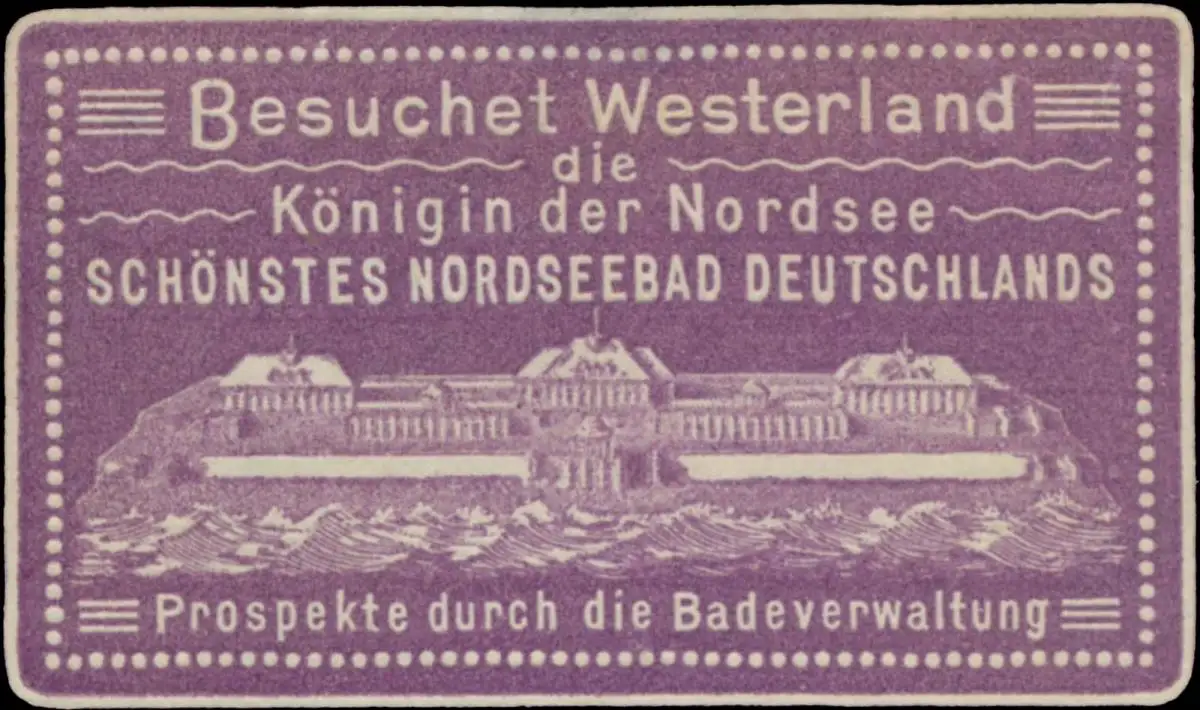 Besuchet Westerland
die
Königin der Nordsee
SCHÖNSTES NORDSEEBAD DEUTSCHLANDS
Prospekte durch die Badeverwaltung